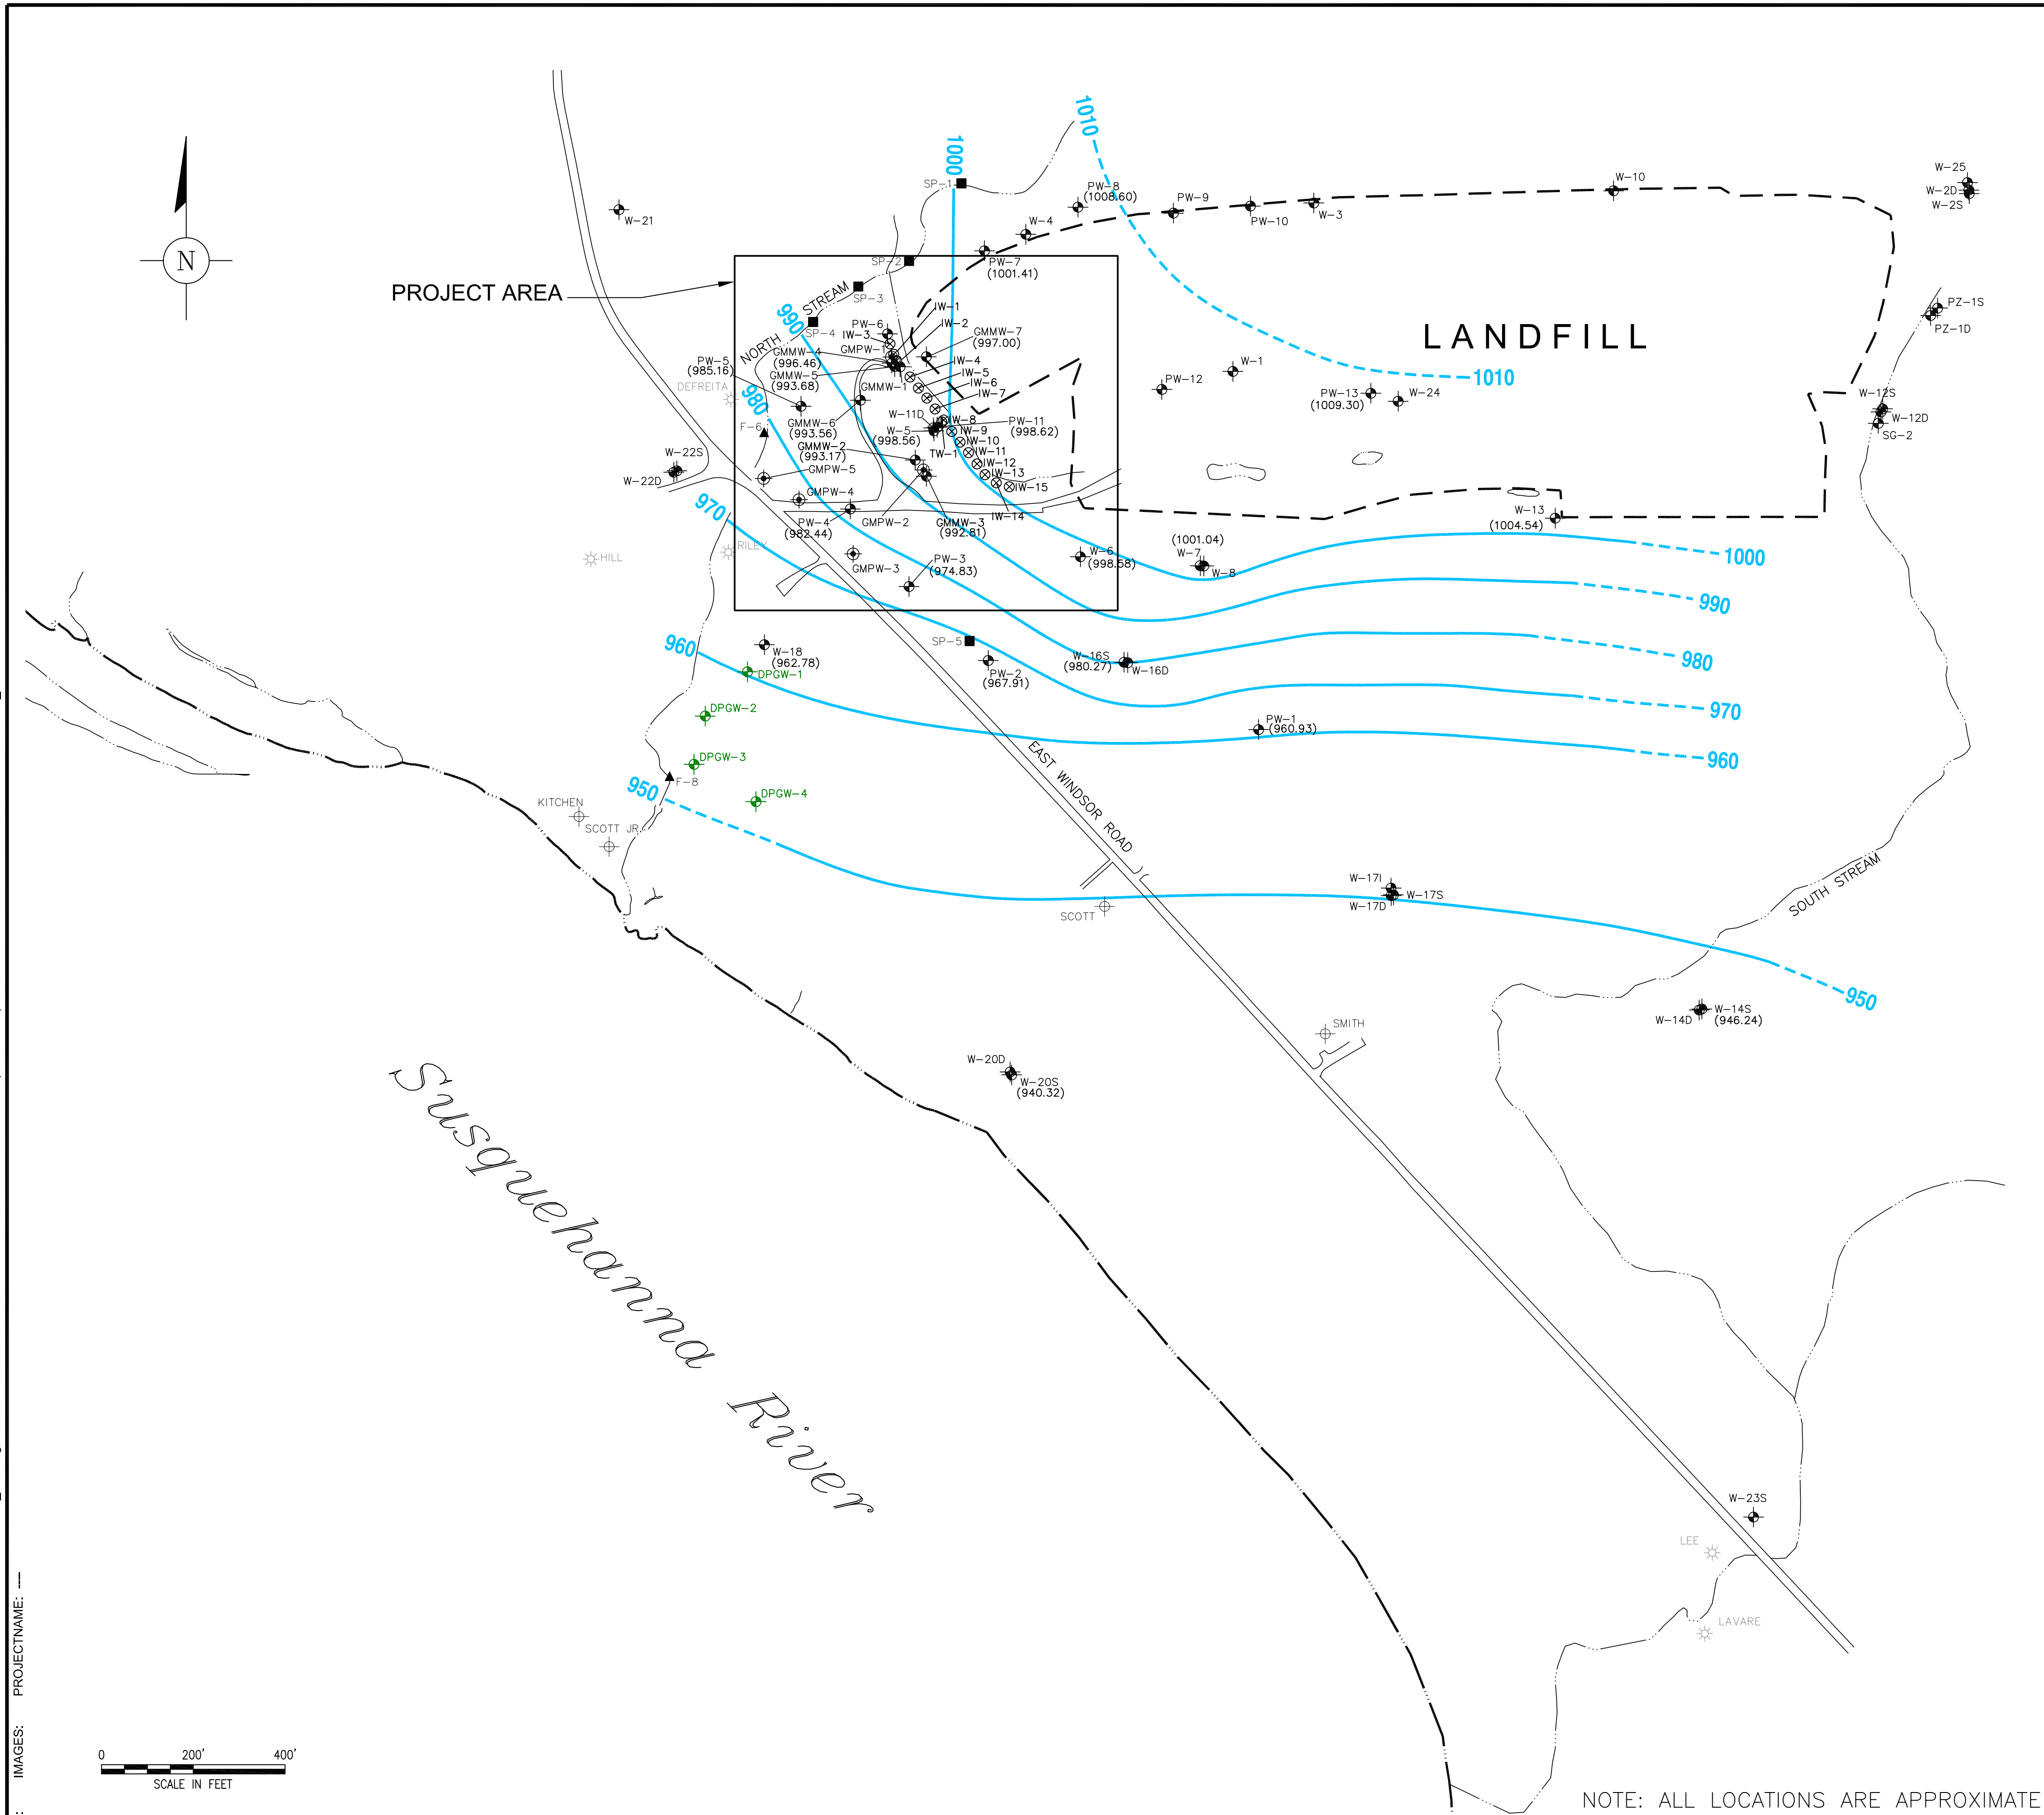 1010
1000
SP-1
PW-8
(1008.60)
PW-9
PW-10
W-3
W-10
W-25
W-2D
W-2S
W-21
W-4
N
PW-7
(1001.41)
SP-2
PROJECT AREA
SP-3
SP-4
NORTH STREAM
990
PW-6
IW-3
IW-1
IW-2
GMMW-7
(997.00)
GMPW-1
GMMW-4
(996.46)
GMMW-5
(993.68)
GMMW-1
IW-4
IW-5
IW-6
IW-7
PW-5
(985.16)
DEFREITA
980
F-6
GMMW-6
(993.56)
W-11D
W-5
(998.56)
IW-8
PW-11
(998.62)
IW-9
IW-10
IW-11
IW-12
IW-13
IW-14
IW-15
TW-1
GMMW-2
(993.17)
GMPW-5
GMPW-4
PW-4
(982.44)
GMPW-2
GMMW-3
(992.81)
LANDFILL
W-1
PW-12
PW-13
(1009.30)
W-24
1010
PZ-1S
PZ-1D
W-12S
W-12D
SG-2
W-22S
W-22D
970
HILL
RILEY
GMPW-3
PW-3
(974.83)
W-6
(998.58)
(1001.04)
W-7
W-8
W-13
(1004.54)
1000
990
980
970
960
960
W-18
(962.78)
SP-5
PW-2
(967.91)
W-16S
(980.27)
W-16D
PW-1
(960.93)
DPGW-1
DPGW-2
DPGW-3
DPGW-4
F-8
950
KITCHEN
SCOTT JR.
EAST WINDSOR ROAD
SCOTT
W-17I
W-17S
W-17D
SOUTH STREAM
950
W-14D
W-14S
(946.24)
SMITH
W-20D
W-20S
(940.32)
Susquehanna River
W-23S
LEE
LAVARE
PROJECTNAME: ---
IMAGES:
0 200' 400'
SCALE IN FEET
NOTE: ALL LOCATIONS ARE APPROXIMATE